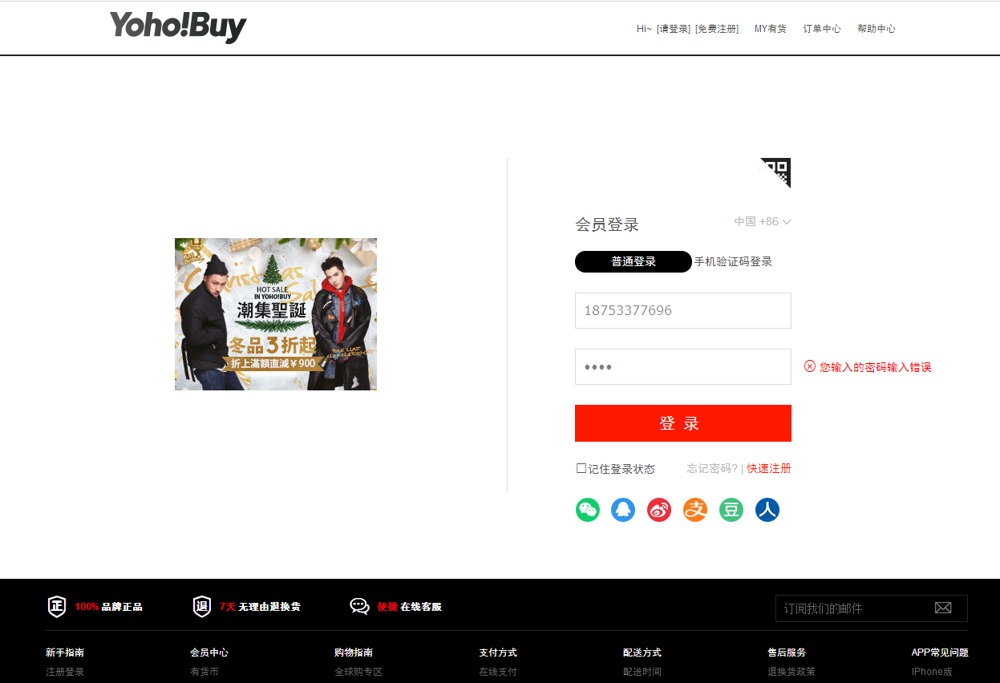 Yoho!Buy
Hi~ [请登录] [免费注册] MY有货 订单中心 帮助中心
会员登录
中国 +86
普通登录 手机验证码登录
HOT SALE
IN YOHO!BUY
潮集聖誕
冬品3折起
折上滿額直減￥900
18753377696
••••
您输入的密码输入错误
登 录
记住登录状态 忘记密码? | 快速注册
支 豆 人
正 100% 品牌正品 退 7天 无理由退换货 便捷 在线客服
订阅我们的邮件
新手指南 会员中心 购物指南 支付方式 配送方式 售后服务 APP常见问题
注册登录 有货币 全球购专区 在线支付 配送时间 退换货政策 IPhone版